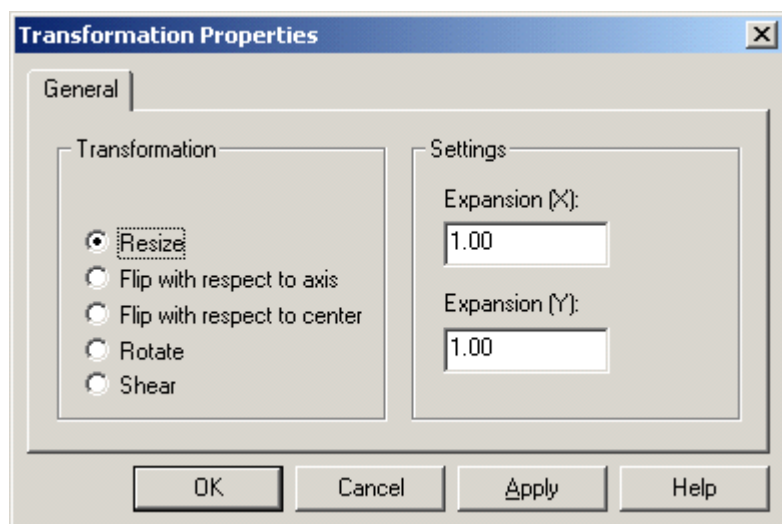 Transformation Properties
General
Transformation
Resize
Flip with respect to axis
Flip with respect to center
Rotate
Shear
Settings
Expansion (X):
1.00
Expansion (Y):
1.00
OK
Cancel
Apply
Help